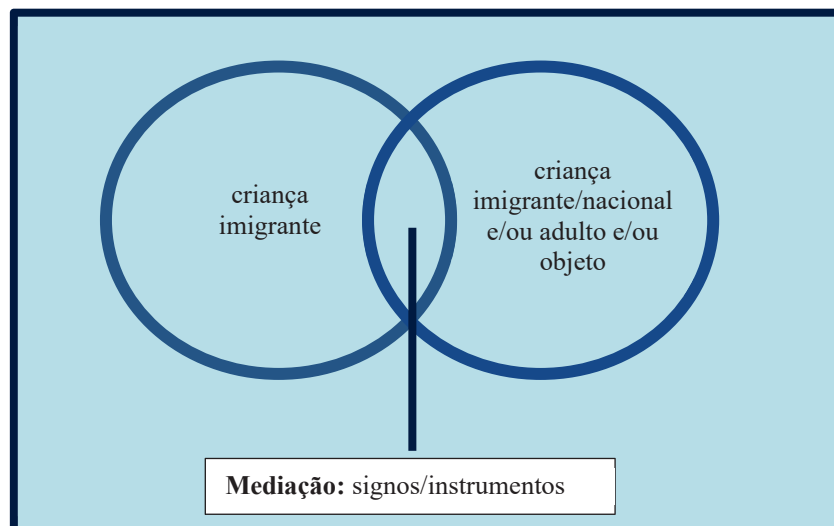 criança
imigrante
criança
imigrante/nacional
e/ou adulto e/ou
objeto
Mediação: signos/instrumentos